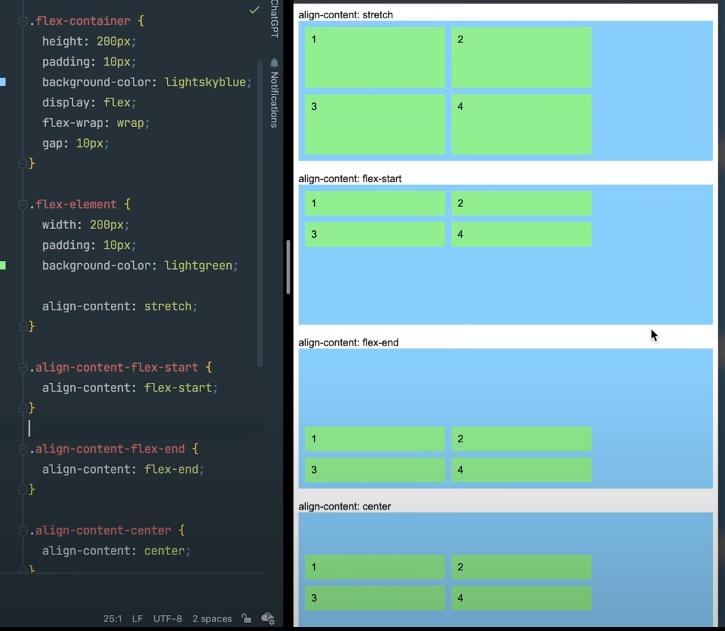 .flex-container {
height: 200px;
padding: 10px;
background-color: lightskyblue;
display: flex;
flex-wrap: wrap;
gap: 10px;
}
.flex-element {
width: 200px;
padding: 10px;
background-color: lightgreen;
align-content: stretch;
}
.align-content-flex-start {
align-content: flex-start;
}
.align-content-flex-end {
align-content: flex-end;
}
.align-content-center {
align-content: center;
}
25:1 LF UTF-8 2 spaces
ChatGPT
Notifications
align-content: stretch
1 2
3 4
align-content: flex-start
1 2
3 4
align-content: flex-end
1 2
3 4
align-content: center
1 2
3 4